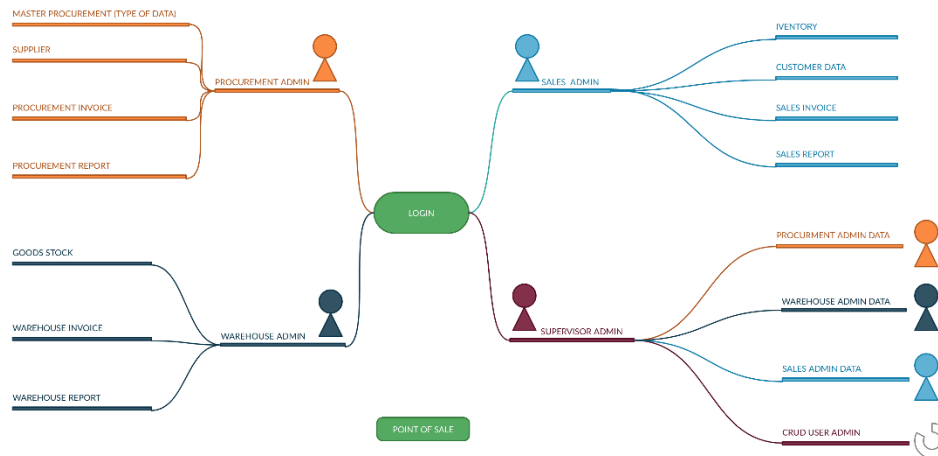 MASTER PROCUREMENT (TYPE OF DATA)
SUPPLIER
PROCUREMENT INVOICE
PROCUREMENT REPORT
PROCUREMENT ADMIN
SALES ADMIN
IVENTORY
CUSTOMER DATA
SALES INVOICE
SALES REPORT
LOGIN
GOODS STOCK
WAREHOUSE INVOICE
WAREHOUSE REPORT
WAREHOUSE ADMIN
SUPERVISOR ADMIN
PROCURMENT ADMIN DATA
WAREHOUSE ADMIN DATA
SALES ADMIN DATA
CRUD USER ADMIN
POINT OF SALE